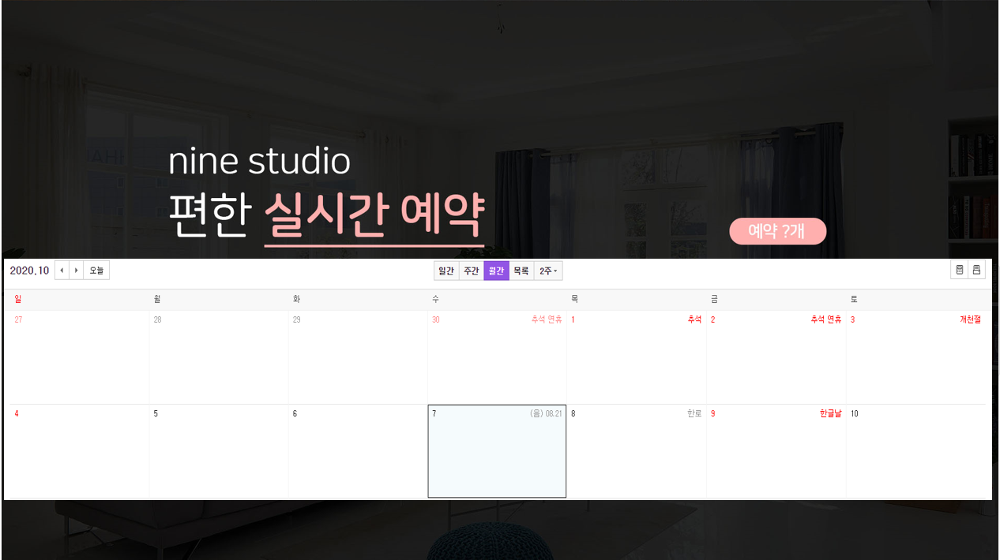 nine studio
편한 실시간 예약
예약 ?개
2020.10 오늘 일간 주간 월간 목록 2주
일 월 화 수 목 금 토
27 28 29 30 추석 연휴 1 추석 2 추석 연휴 3 개천절
4 5 6 7 (음) 08.21 8 한로 9 한글날 10